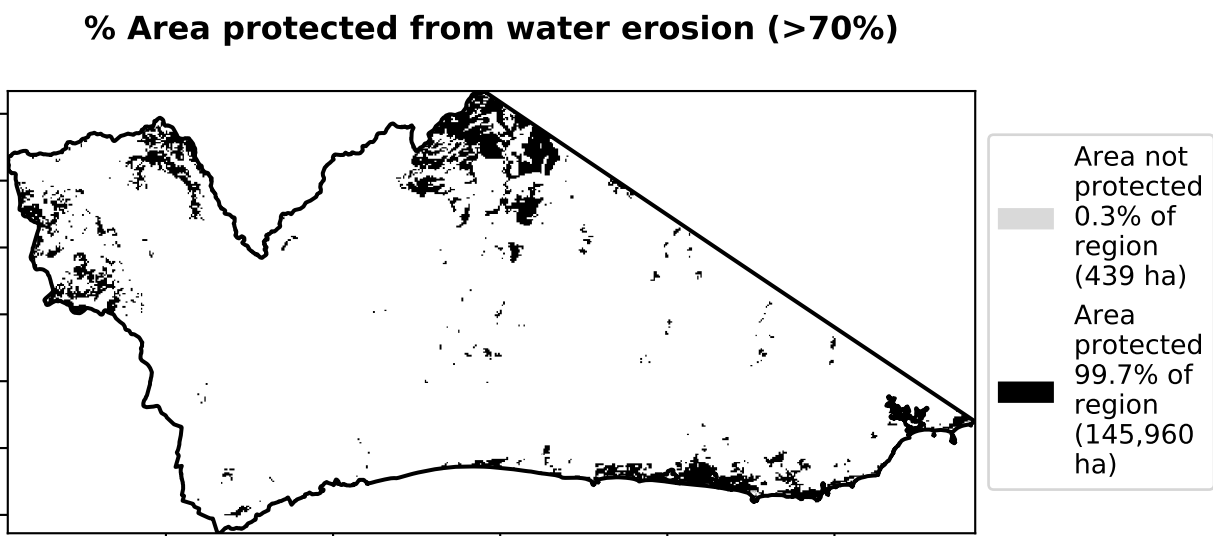 % Area protected from water erosion (>70%)
Area not
protected
0.3% of
region
(439 ha)
Area
protected
99.7% of
region
(145,960
ha)